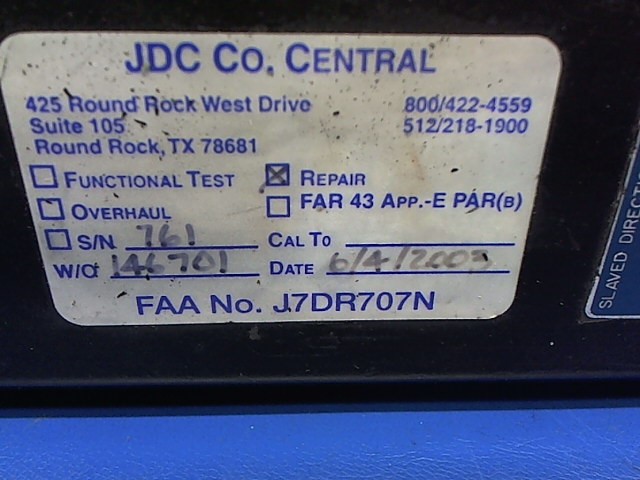 JDC Co. Central
425 Round Rock West Drive 800/422-4559
Suite 105 512/218-1900
Round Rock, TX 78681
Functional Test Repair
Overhaul FAR 43 App.-E PAR(B)
S/N 761 Cal To
W/O 146701 Date 6/4/2003
FAA No. J7DR707N
SLAVED